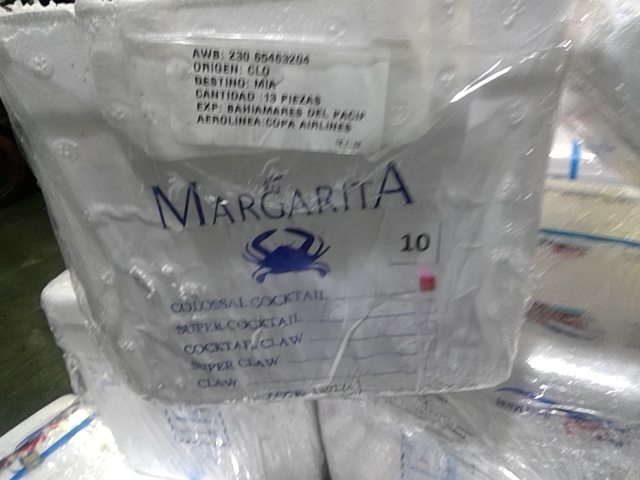 AWB: 230 65463204
ORIGEN: CLO
DESTINO: MIA
CANTIDAD :13 PIEZAS
EXP: BAHIAMARES DEL PACIF
AEROLINEA:COPA AIRLINES
MARGARITA
10
COLOSSAL COCKTAIL
SUPER COCKTAIL
COCKTAIL CLAW
SUPER CLAW
CLAW